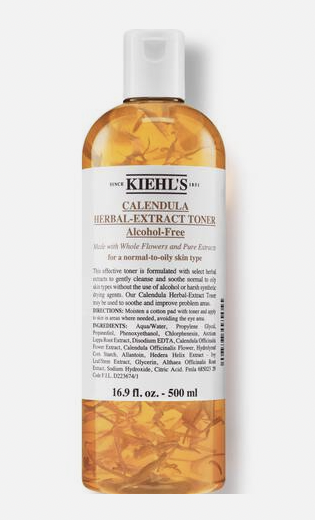 SINCE KIEHL'S 1851
CALENDULA
HERBAL-EXTRACT TONER
Alcohol-Free
Made with Whole Flowers and Pure Extracts
for a normal-to-oily skin type
This effective toner is formulated with select herbal
extracts to gently cleanse and soothe normal to oily
skin types without the use of alcohol or harsh synthetic
drying agents. Our Calendula Herbal-Extract Toner
may be used to soothe and improve problem areas.
DIRECTIONS: Moisten a cotton pad with toner and apply
to skin areas where needed, avoiding the eye area.
INGREDIENTS: Aqua/Water, Propylene Glycol,
Phenoxyethanol, Chlorphenesin, Arctium
Lappa Root Extract, Disodium EDTA, Calendula Officinalis
Flower Extract, Calendula Officinalis Flower, Hydrolyzed
Corn Starch, Allantoin, Hedera Helix Extract - Ivy
Leaf/Stem Extract, Glycerin, Althaea Officinalis Root
Extract, Sodium Hydroxide, Citric Acid.
Code F.I.L. D225674/1
16.9 fl. oz. - 500 ml